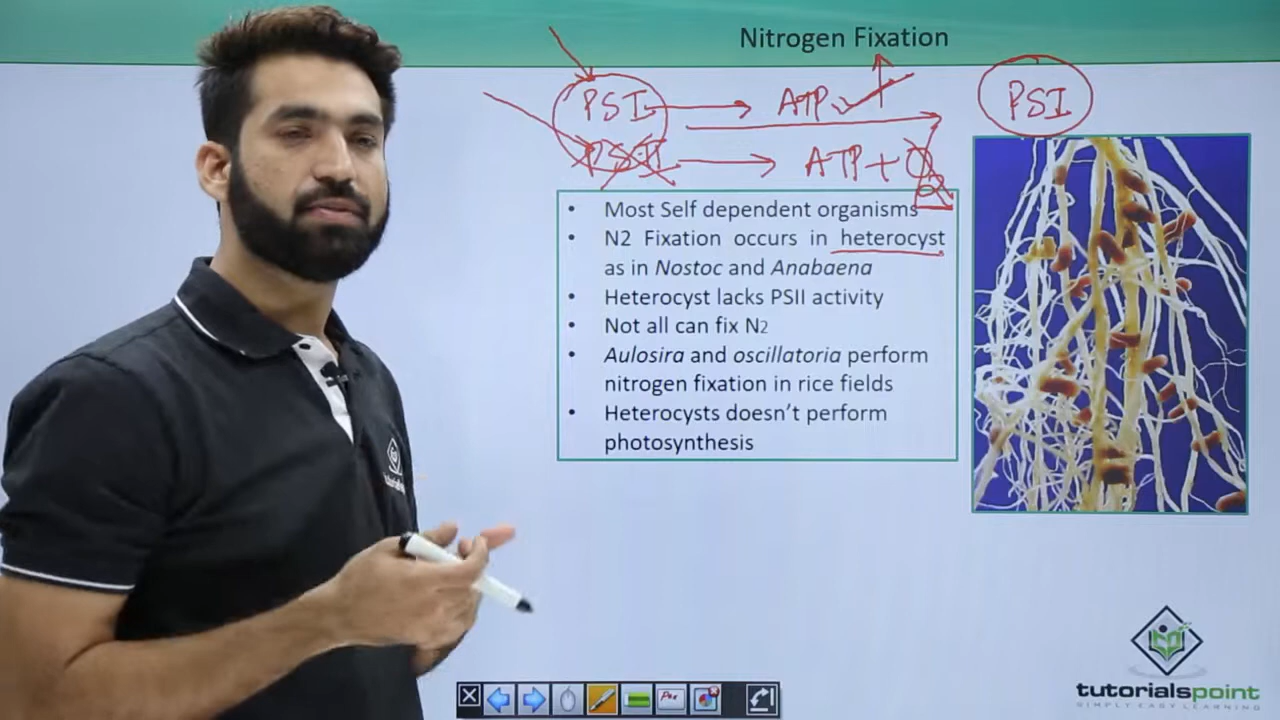 Nitrogen Fixation
PSI → ATP
PSI
PSII → ATP + O2
• Most Self dependent organisms
• N2 Fixation occurs in heterocyst
as in Nostoc and Anabaena
• Heterocyst lacks PSII activity
• Not all can fix N2
• Aulosira and oscillatoria perform
nitrogen fixation in rice fields
• Heterocysts doesn't perform
photosynthesis
Pen
tutorialspoint
SIMPLY EASY LEARNING